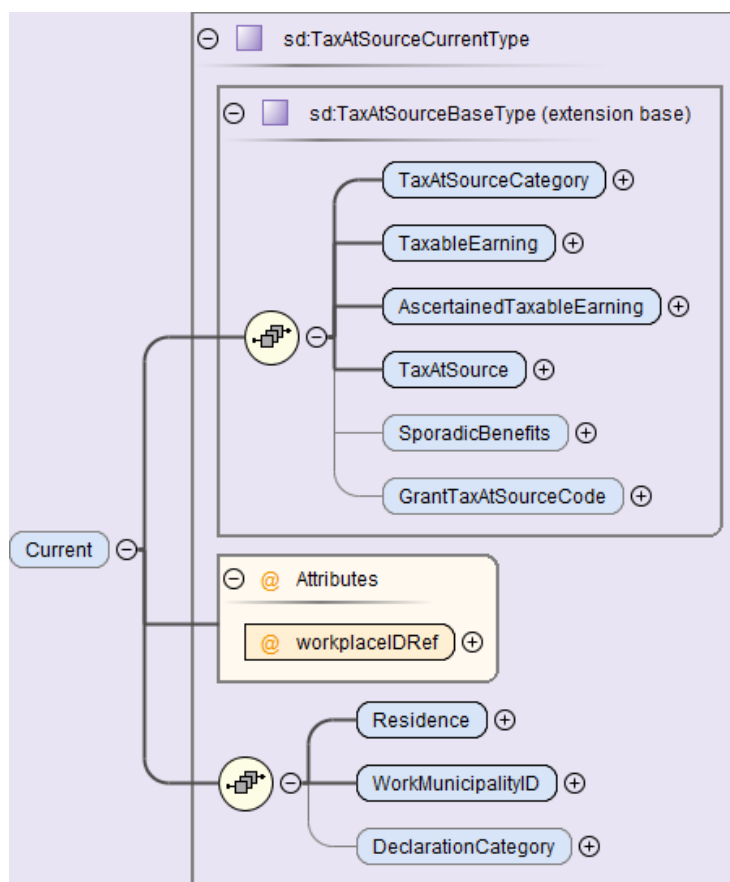 sd:TaxAtSourceCurrentType
sd:TaxAtSourceBaseType (extension base)
TaxAtSourceCategory
TaxableEarning
AscertainedTaxableEarning
TaxAtSource
SporadicBenefits
GrantTaxAtSourceCode
Current
@ Attributes
@ workplaceIDRef
Residence
WorkMunicipalityID
DeclarationCategory